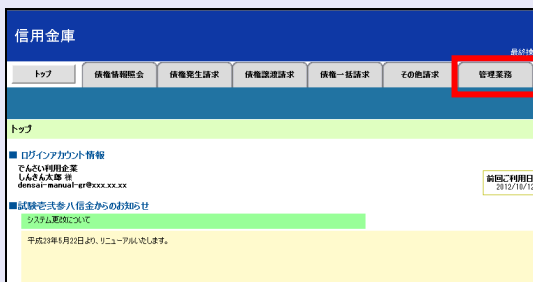 信用金庫
トップ 債権情報照会 債権発生請求 債権譲渡請求 債権一括請求 その他請求 管理業務
トップ
■ ログインアカウント情報
でんさい利用企業
しんきん太郎 様
densai-manual-gr@xxx.xx.xx
前回ご利用日
2012/10/12
■試験壱弐参八信金からのお知らせ
システム更改について
平成23年5月22日より、リニューアルいたします。